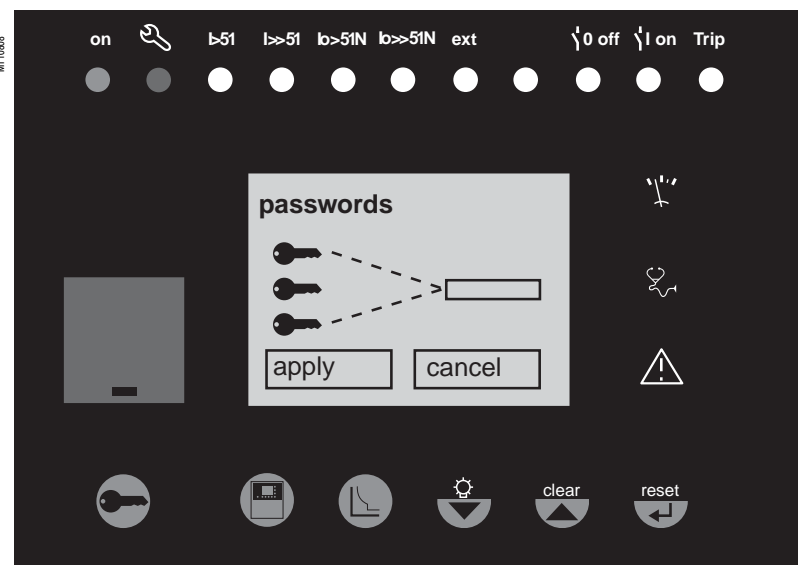 on I>51 I>>51 Io>51N Io>>51N ext 0 off I on Trip
passwords
apply cancel
clear reset